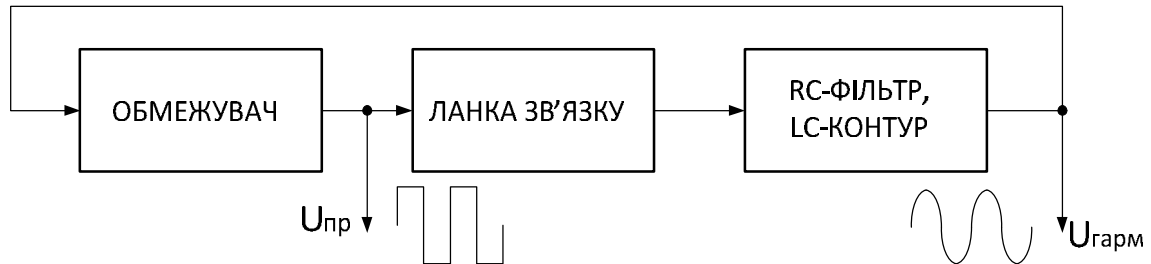 ОБМЕЖУВАЧ
ЛАНКА ЗВ’ЯЗКУ
RC-ФІЛЬТР,
LC-КОНТУР
Uпр
Uгарм